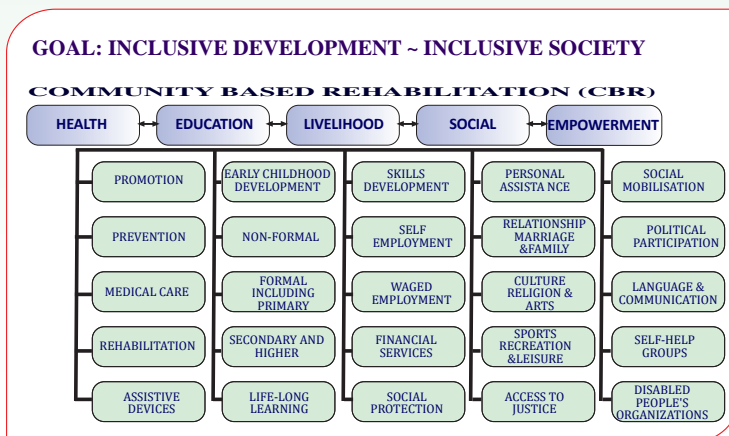 GOAL: INCLUSIVE DEVELOPMENT ~ INCLUSIVE SOCIETY
COMMUNITY BASED REHABILITATION (CBR)
HEALTH
EDUCATION
LIVELIHOOD
SOCIAL
EMPOWERMENT
PROMOTION
PREVENTION
MEDICAL CARE
REHABILITATION
ASSISTIVE
DEVICES
EARLY CHILDHOOD
DEVELOPMENT
NON-FORMAL
FORMAL
INCLUDING
PRIMARY
SECONDARY AND
HIGHER
LIFE-LONG
LEARNING
SKILLS
DEVELOPMENT
SELF
EMPLOYMENT
WAGED
EMPLOYMENT
FINANCIAL
SERVICES
SOCIAL
PROTECTION
PERSONAL
ASSISTA NCE
RELATIONSHIP
MARRIAGE
&FAMILY
CULTURE
RELIGION &
ARTS
SPORTS
RECREATION
&LEISURE
ACCESS TO
JUSTICE
SOCIAL
MOBILISATION
POLITICAL
PARTICIPATION
LANGUAGE &
COMMUNICATION
SELF-HELP
GROUPS
DISABLED
PEOPLE'S
ORGANIZATIONS